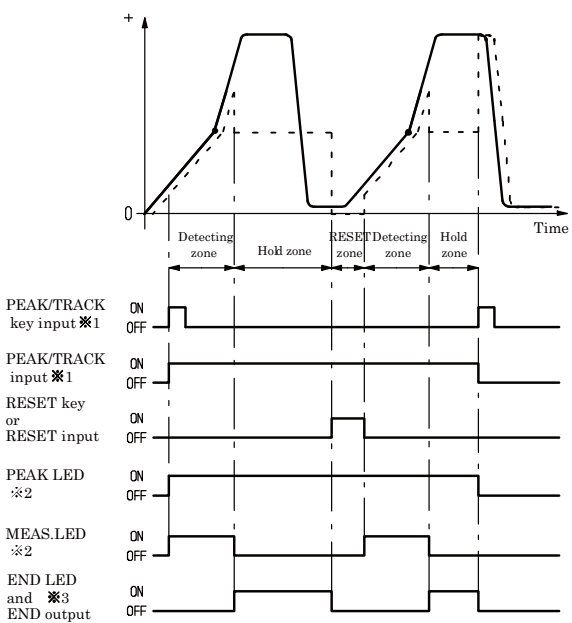 +
0
Time
Detecting
zone
Hold zone
RESET
zone
Detecting
zone
Hold
zone
PEAK/TRACK
key input ※1
ON
OFF
PEAK/TRACK
input ※1
ON
OFF
RESET key
or
RESET input
ON
OFF
PEAK LED
※2
ON
OFF
MEAS.LED
※2
ON
OFF
END LED
and ※3
END output
ON
OFF